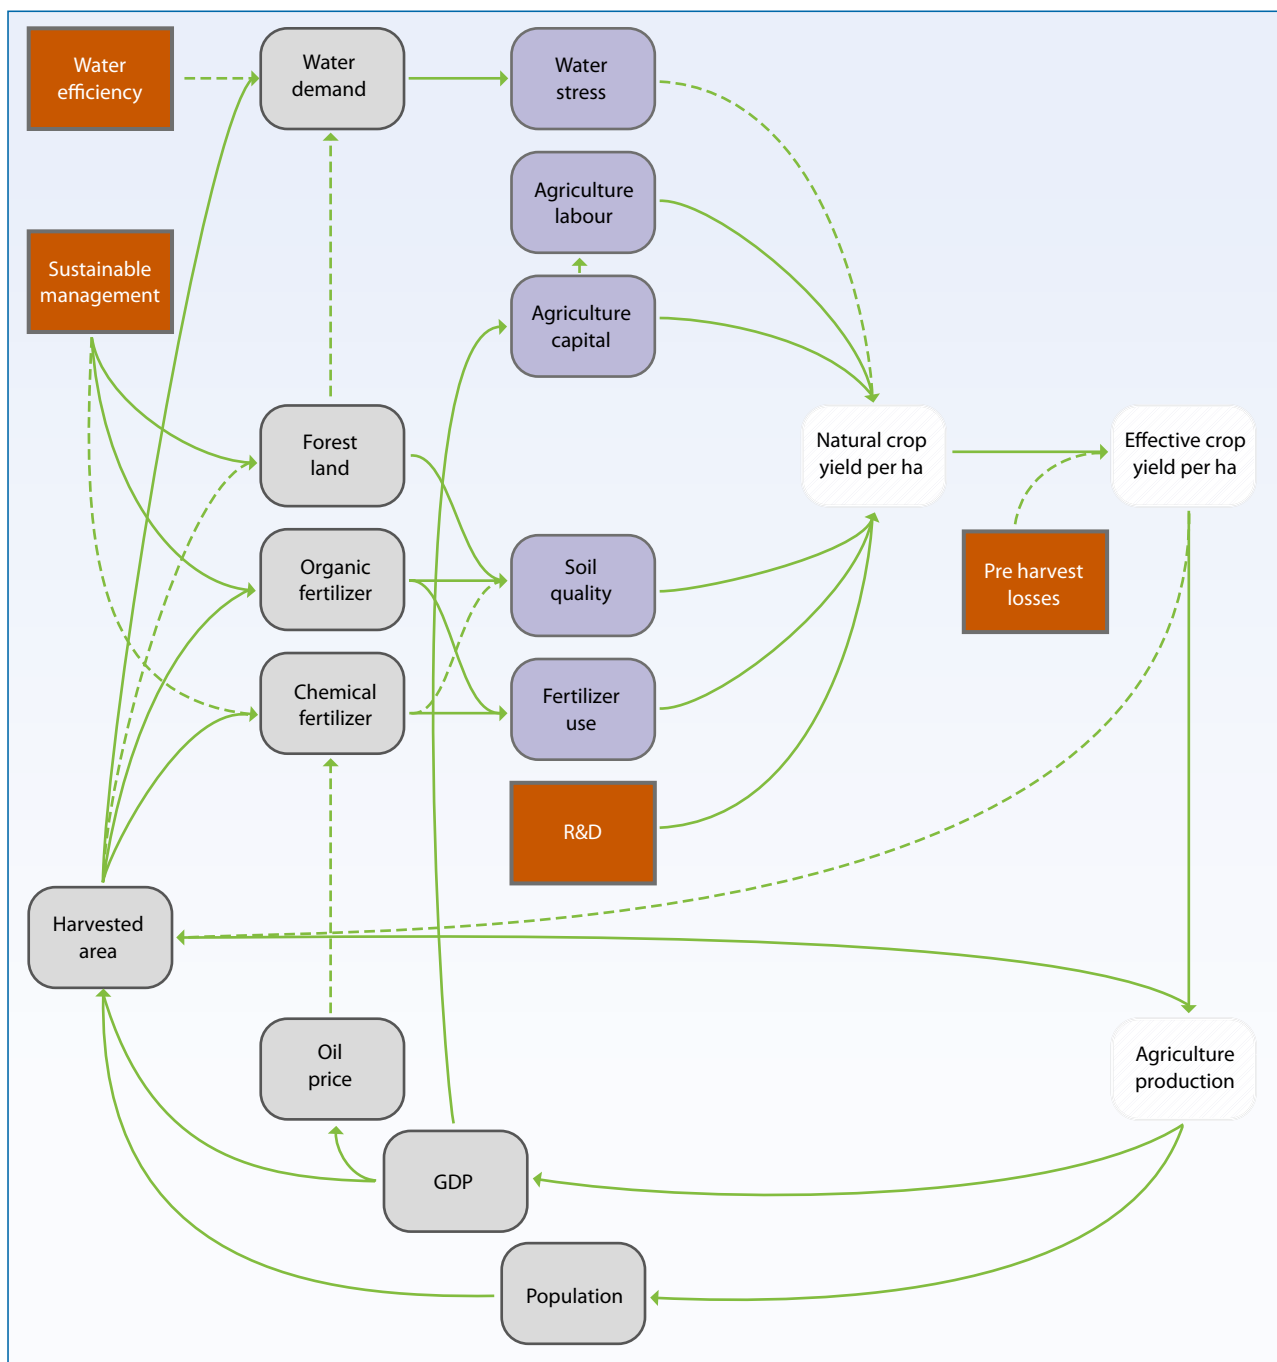 Water
efficiency
Water
demand
Water
stress
Agriculture
labour
Sustainable
management
Agriculture
capital
Forest
land
Natural crop
yield per ha
Effective crop
yield per ha
Organic
fertilizer
Soil
quality
Pre harvest
losses
Chemical
fertilizer
Fertilizer
use
R&D
Harvested
area
Oil
price
Agriculture
production
GDP
Population